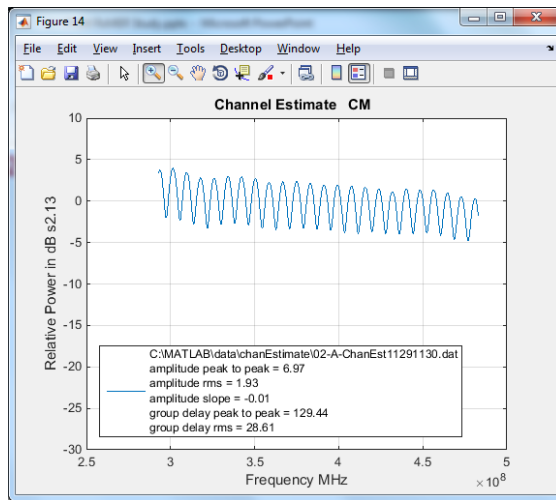 Figure 14
File Edit View Insert Tools Desktop Window Help
Channel Estimate CM
10
5
0
-5
-10
-15
-20
-25
-30
Relative Power in dB s2.13
C:\MATLAB\data\chanEstimate\02-A-ChanEst11291130.dat
amplitude peak to peak = 6.97
amplitude rms = 1.93
amplitude slope = -0.01
group delay peak to peak = 129.44
group delay rms = 28.61
2.5 3 3.5 4 4.5 5
Frequency MHz
×10⁸